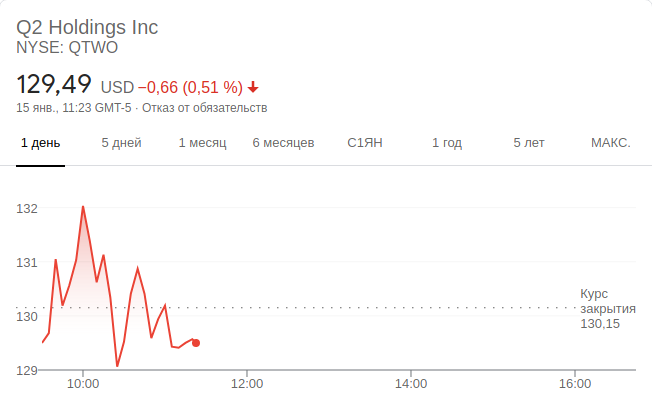 Q2 Holdings Inc
NYSE: QTWO
129,49 USD −0,66 (0,51 %)
15 янв., 11:23 GMT-5 · Отказ от обязательств
1 день 5 дней 1 месяц 6 месяцев С1ЯН 1 год 5 лет МАКС.
132
131
130
129
Курс
закрытия
130,15
10:00 12:00 14:00 16:00